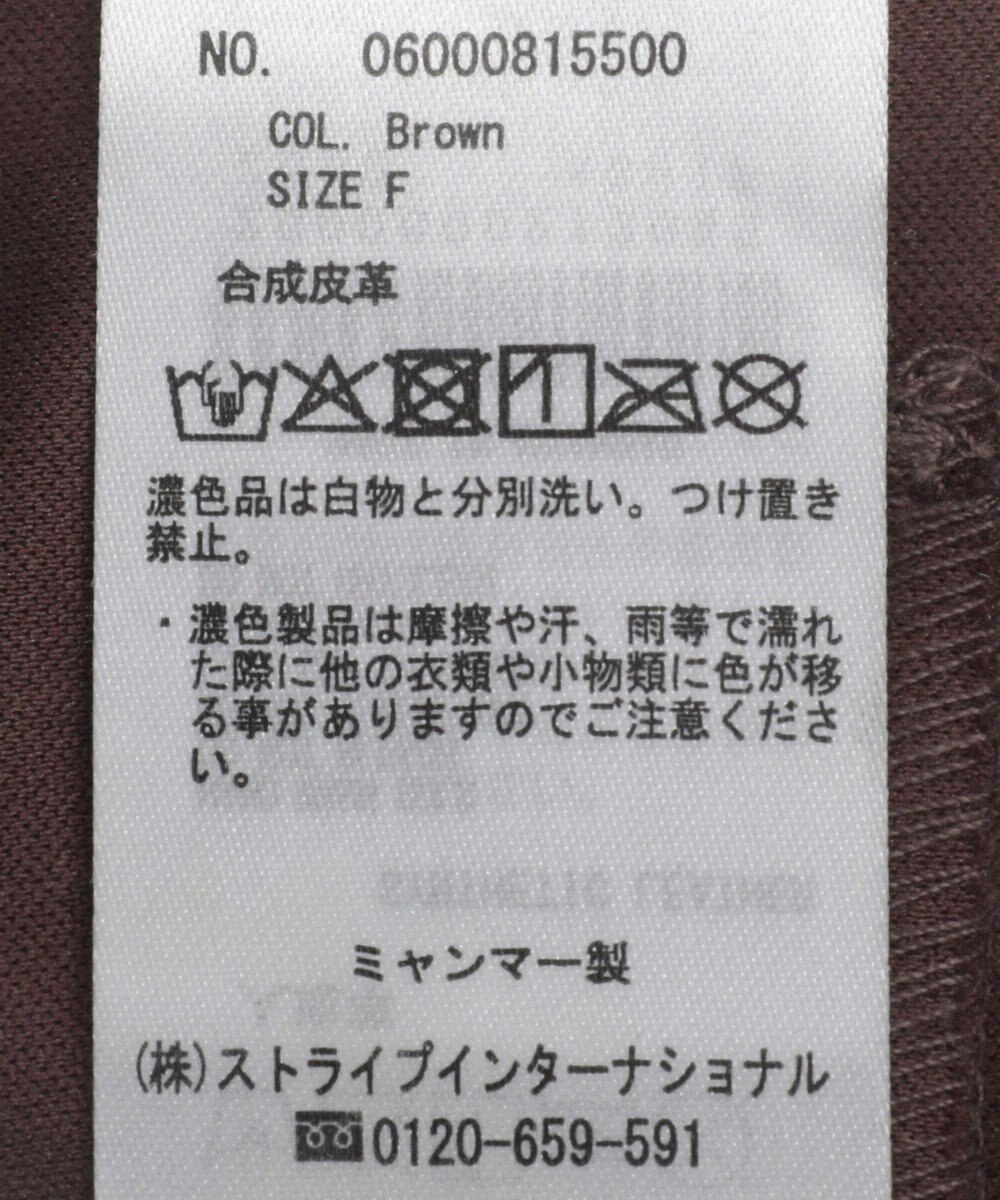 NO. 06000815500
COL. Brown
SIZE F
合成皮革
濃色品は白物と分別洗い。つけ置き
禁止。
・濃色製品は摩擦や汗、雨等で濡れ
た際に他の衣類や小物類に色が移
る事がありますのでご注意くださ
い。
SYNTHETIC LEATHER
ミャンマー製
(株)ストライプインターナショナル
0120-659-591